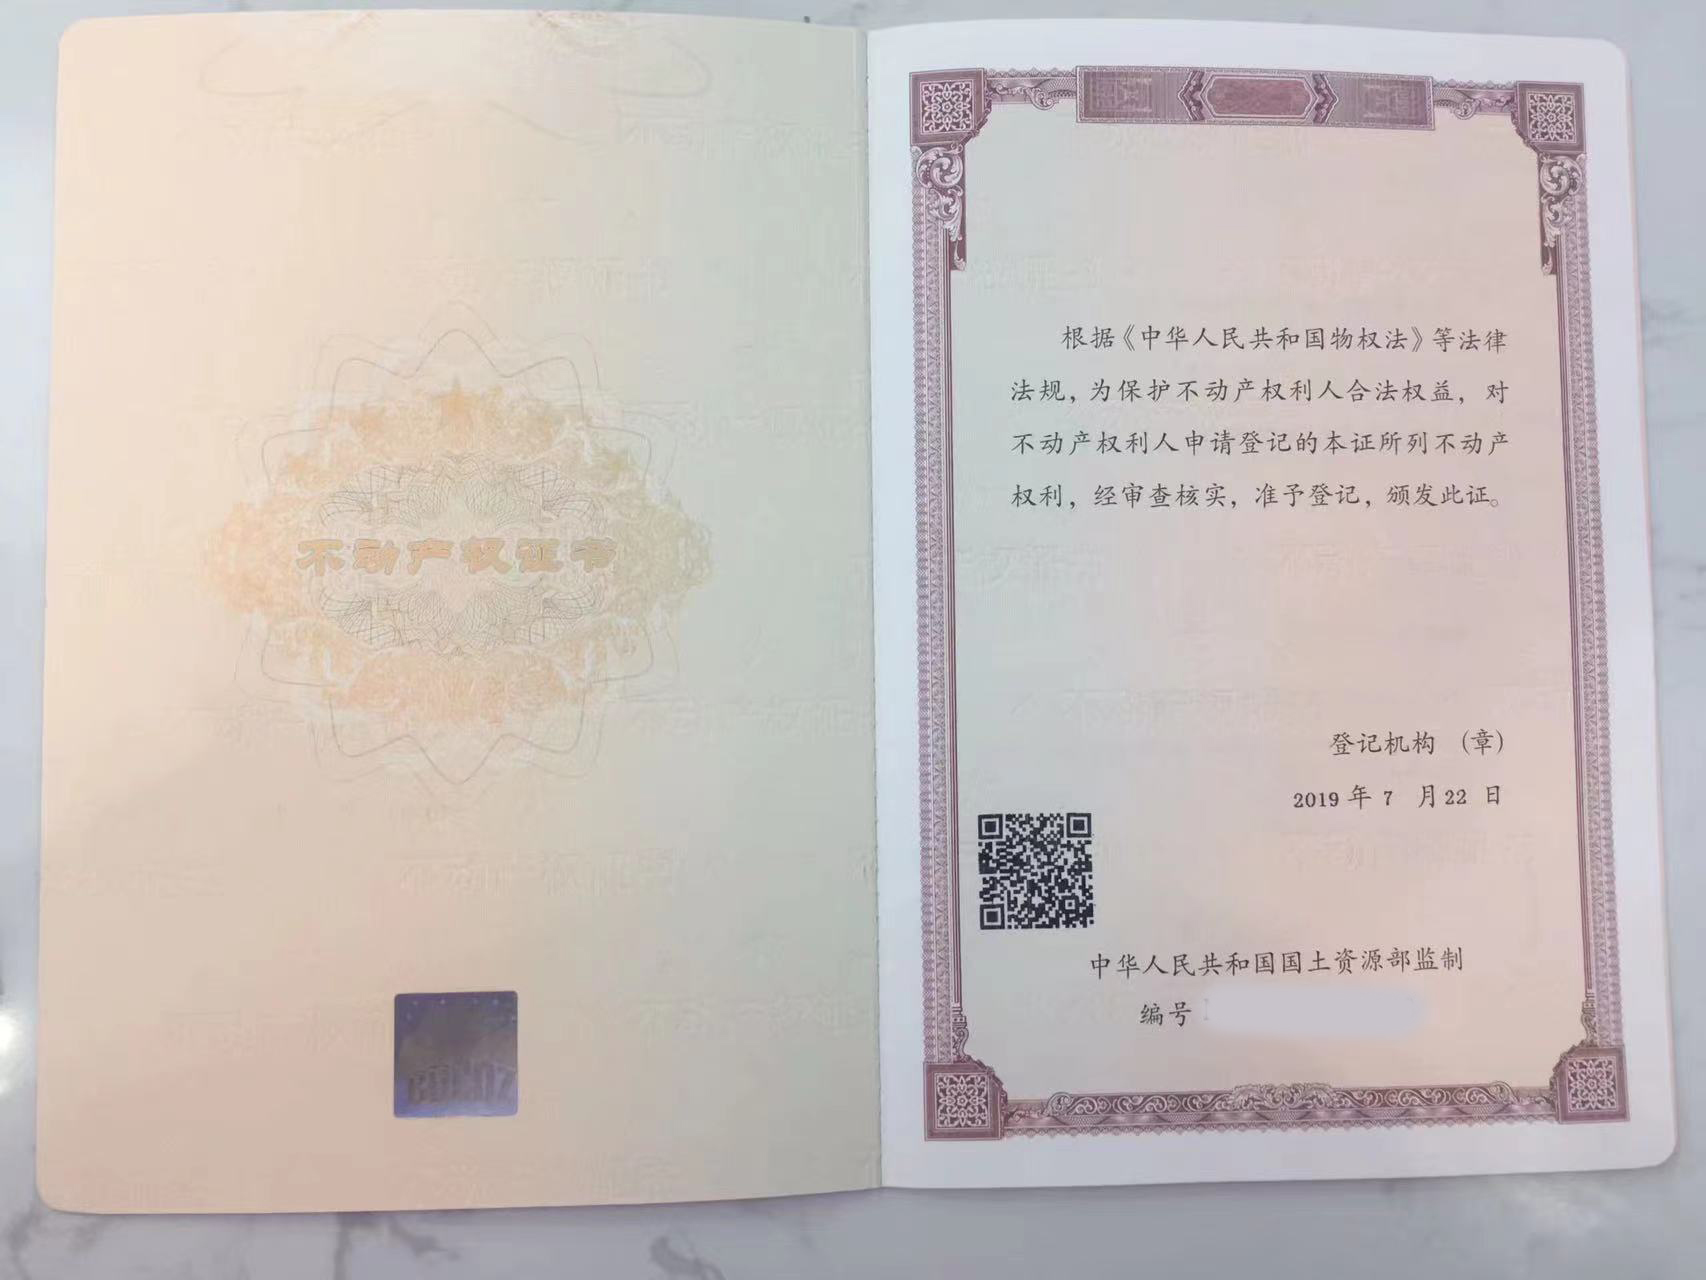 不动产权证书
根据《中华人民共和国物权法》等法律
法规，为保护不动产权利人合法权益，对
不动产权利人申请登记的本证所列不动产
权利，经审查核实，准予登记，颁发此证。
登记机构 （章）
2019 年 7 月 22 日
中华人民共和国国土资源部监制
编号